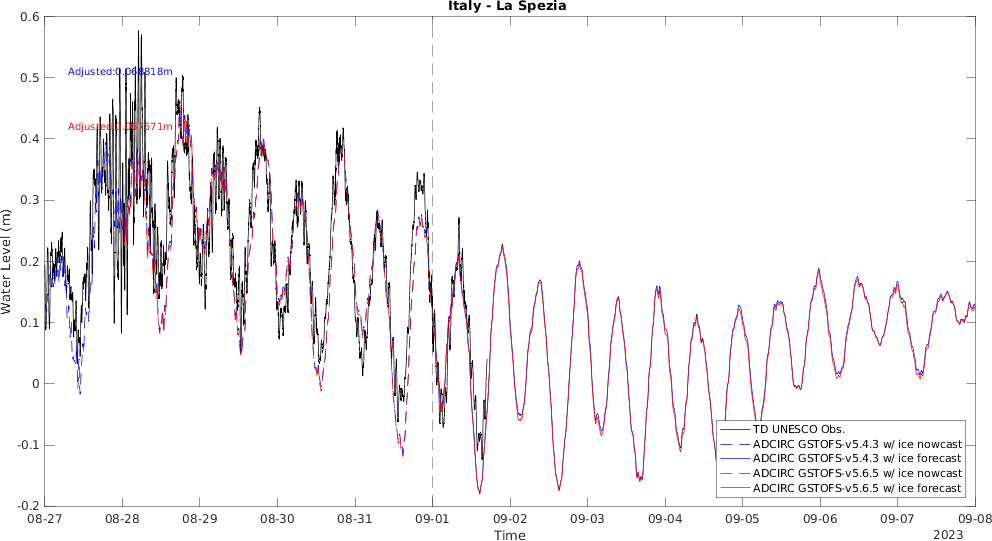 Italy - La Spezia
0.6
0.5
0.4
0.3
0.2
0.1
0
-0.1
-0.2
Water Level (m)
Adjusted:0.068818m
TD UNESCO Obs.
ADCIRC GSTOFS-v5.4.3 w/ ice nowcast
ADCIRC GSTOFS-v5.4.3 w/ ice forecast
ADCIRC GSTOFS-v5.6.5 w/ ice nowcast
ADCIRC GSTOFS-v5.6.5 w/ ice forecast
08-27 08-28 08-29 08-30 08-31 09-01 09-02 09-03 09-04 09-05 09-06 09-07 09-08
Time
2023